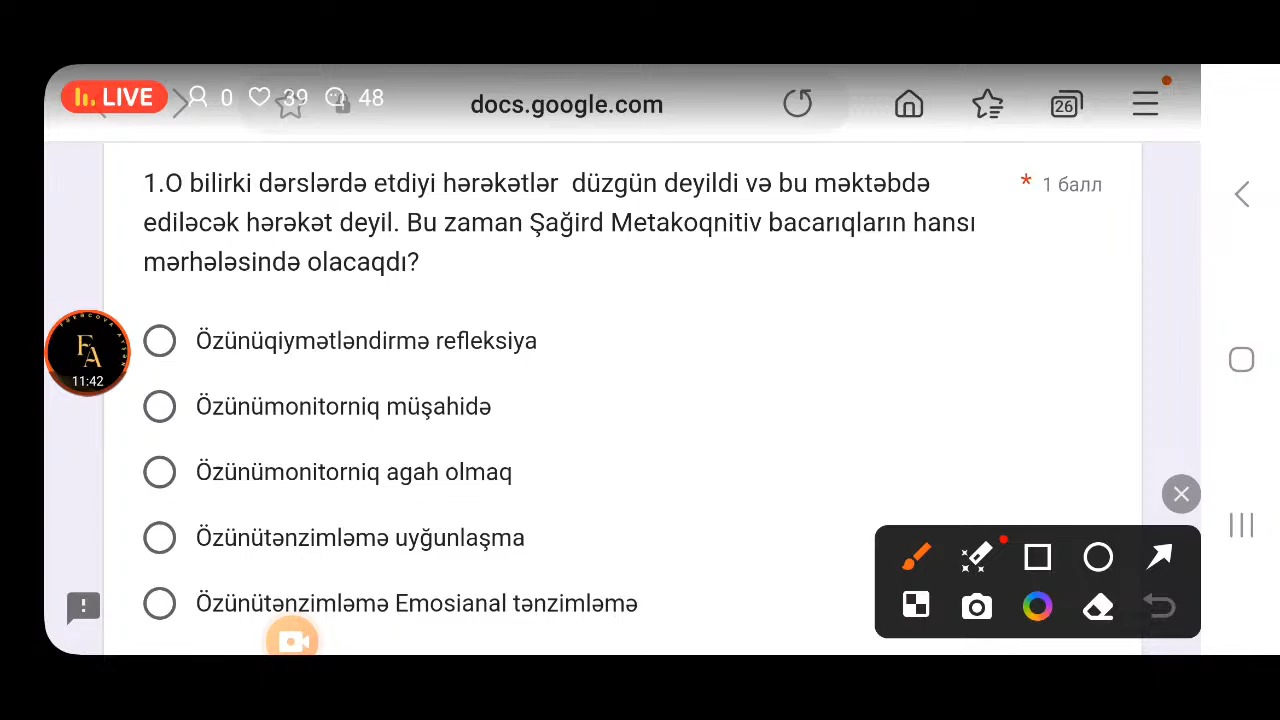 LIVE 0 39 48
docs.google.com
26
1.O bilirki dərslərdə etdiyi hərəkətlər düzgün deyildi və bu məktəbdə
ediləcək hərəkət deyil. Bu zaman Şağird Metakoqnitiv bacarıqların hansı
mərhələsində olacaqdı?
* 1 балл
Özünüqiymətləndirmə refleksiya
FA
11:42
Özünümonitorniq müşahidə
Özünümonitorniq agah olmaq
Özünütənzimləmə uyğunlaşma
Özünütənzimləmə Emosianal tənzimləmə